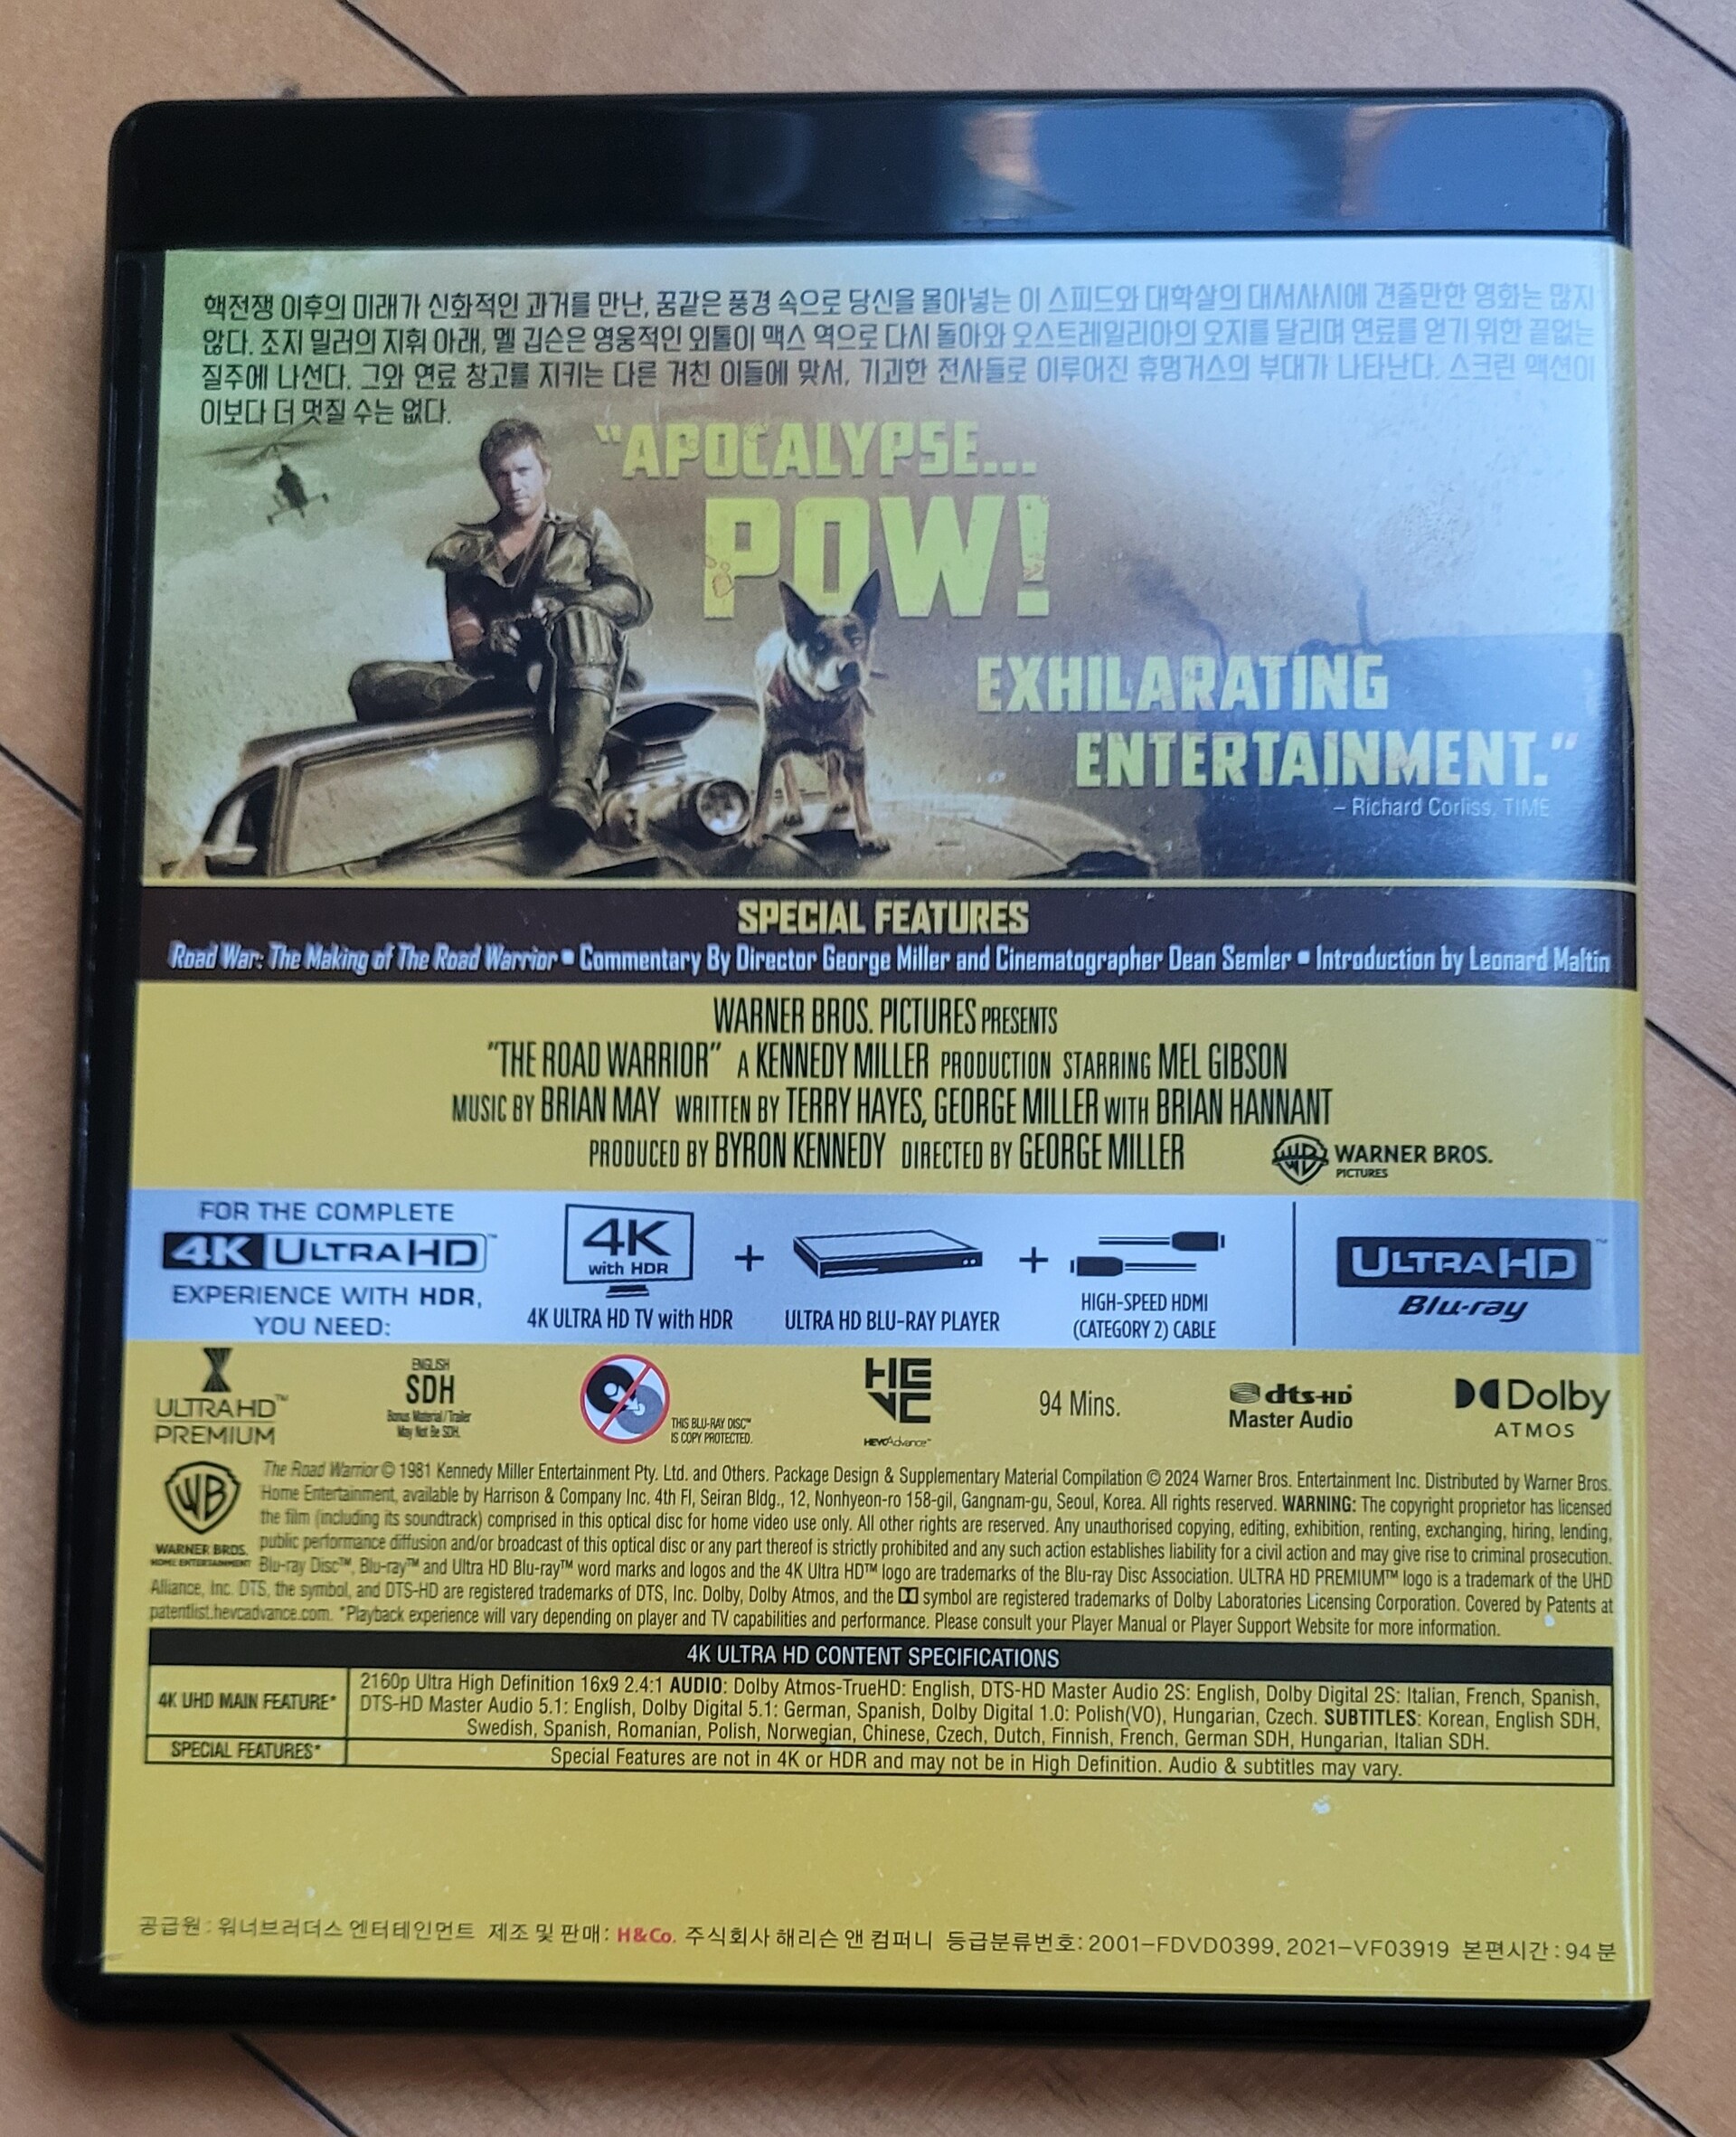 핵전쟁 이후의 미래가 신화적인 과거를 만난, 꿈같은 풍경 속으로 당신을 몰아넣는 이 스피드와 대학살의 대서사시에 견줄만한 영화는 많지
않다. 조지 밀러의 지휘 아래, 멜 깁슨은 영웅적인 외톨이 맥스 역으로 다시 돌아와 오스트레일리아의 오지를 달리며 연료를 얻기 위한 끝없는
질주에 나선다. 그와 연료 창고를 지키는 다른 거친 이들에 맞서, 기괴한 전사들로 이루어진 휴멍거스의 부대가 나타난다. 스크린 액션이
이보다 더 멋질 수는 없다.
“APOCALYPSE...
POW!
EXHILARATING
ENTERTAINMENT.”
– Richard Corliss, TIME
SPECIAL FEATURES
Road War: The Making of The Road Warrior • Commentary By Director George Miller and Cinematographer Dean Semler • Introduction by Leonard Maltin
WARNER BROS. PICTURES PRESENTS
“THE ROAD WARRIOR” A KENNEDY MILLER PRODUCTION STARRING MEL GIBSON
MUSIC BY BRIAN MAY WRITTEN BY TERRY HAYES, GEORGE MILLER WITH BRIAN HANNANT
PRODUCED BY BYRON KENNEDY DIRECTED BY GEORGE MILLER
WB WARNER BROS.
PICTURES
FOR THE COMPLETE
4K ULTRA HD™
EXPERIENCE WITH HDR,
YOU NEED:
4K
with HDR
4K ULTRA HD TV with HDR
+
ULTRA HD BLU-RAY PLAYER
+
HIGH-SPEED HDMI
(CATEGORY 2) CABLE
ULTRA HD™
Blu-ray
ULTRA HD™
PREMIUM
ENGLISH
SDH
Bonus Material/Trailer
May Not Be SDH.
THIS BLU-RAY DISC™
IS COPY PROTECTED.
HEVC
HEVC Advance™
94 Mins.
dts-HD
Master Audio
Dolby
ATMOS
WB
WARNER BROS.
HOME ENTERTAINMENT
The Road Warrior © 1981 Kennedy Miller Entertainment Pty. Ltd. and Others. Package Design & Supplementary Material Compilation © 2024 Warner Bros. Entertainment Inc. Distributed by Warner Bros.
Home Entertainment, available by Harrison & Company Inc. 4th Fl, Seiran Bldg., 12, Nonhyeon-ro 158-gil, Gangnam-gu, Seoul, Korea. All rights reserved. WARNING: The copyright proprietor has licensed
the film (including its soundtrack) comprised in this optical disc for home video use only. All other rights are reserved. Any unauthorised copying, editing, exhibition, renting, exchanging, hiring, lending,
public performance diffusion and/or broadcast of this optical disc or any part thereof is strictly prohibited and any such action establishes liability for a civil action and may give rise to criminal prosecution.
Blu-ray Disc™, Blu-ray™ and Ultra HD Blu-ray™ word marks and logos and the 4K Ultra HD™ logo are trademarks of the Blu-ray Disc Association. ULTRA HD PREMIUM™ logo is a trademark of the UHD
Alliance, Inc. DTS, the symbol, and DTS-HD are registered trademarks of DTS, Inc. Dolby, Dolby Atmos, and the symbol are registered trademarks of Dolby Laboratories Licensing Corporation. Covered by Patents at
patentlist.hevcadvance.com. *Playback experience will vary depending on player and TV capabilities and performance. Please consult your Player Manual or Player Support Website for more information.
4K ULTRA HD CONTENT SPECIFICATIONS
4K UHD MAIN FEATURE*
2160p Ultra High Definition 16x9 2.4:1 AUDIO: Dolby Atmos-TrueHD: English, DTS-HD Master Audio 2S: English, Dolby Digital 2S: Italian, French, Spanish,
DTS-HD Master Audio 5.1: English, Dolby Digital 5.1: German, Spanish, Dolby Digital 1.0: Polish(VO), Hungarian, Czech. SUBTITLES: Korean, English SDH,
Swedish, Spanish, Romanian, Polish, Norwegian, Chinese, Czech, Dutch, Finnish, French, German SDH, Hungarian, Italian SDH.
SPECIAL FEATURES*
Special Features are not in 4K or HDR and may not be in High Definition. Audio & subtitles may vary.
공급원 : 워너브러더스 엔터테인먼트 제조 및 판매: H&Co. 주식회사 해리슨 앤 컴퍼니 등급분류번호: 2001-FDVD0399, 2021-VF03919 본편시간 : 94 분